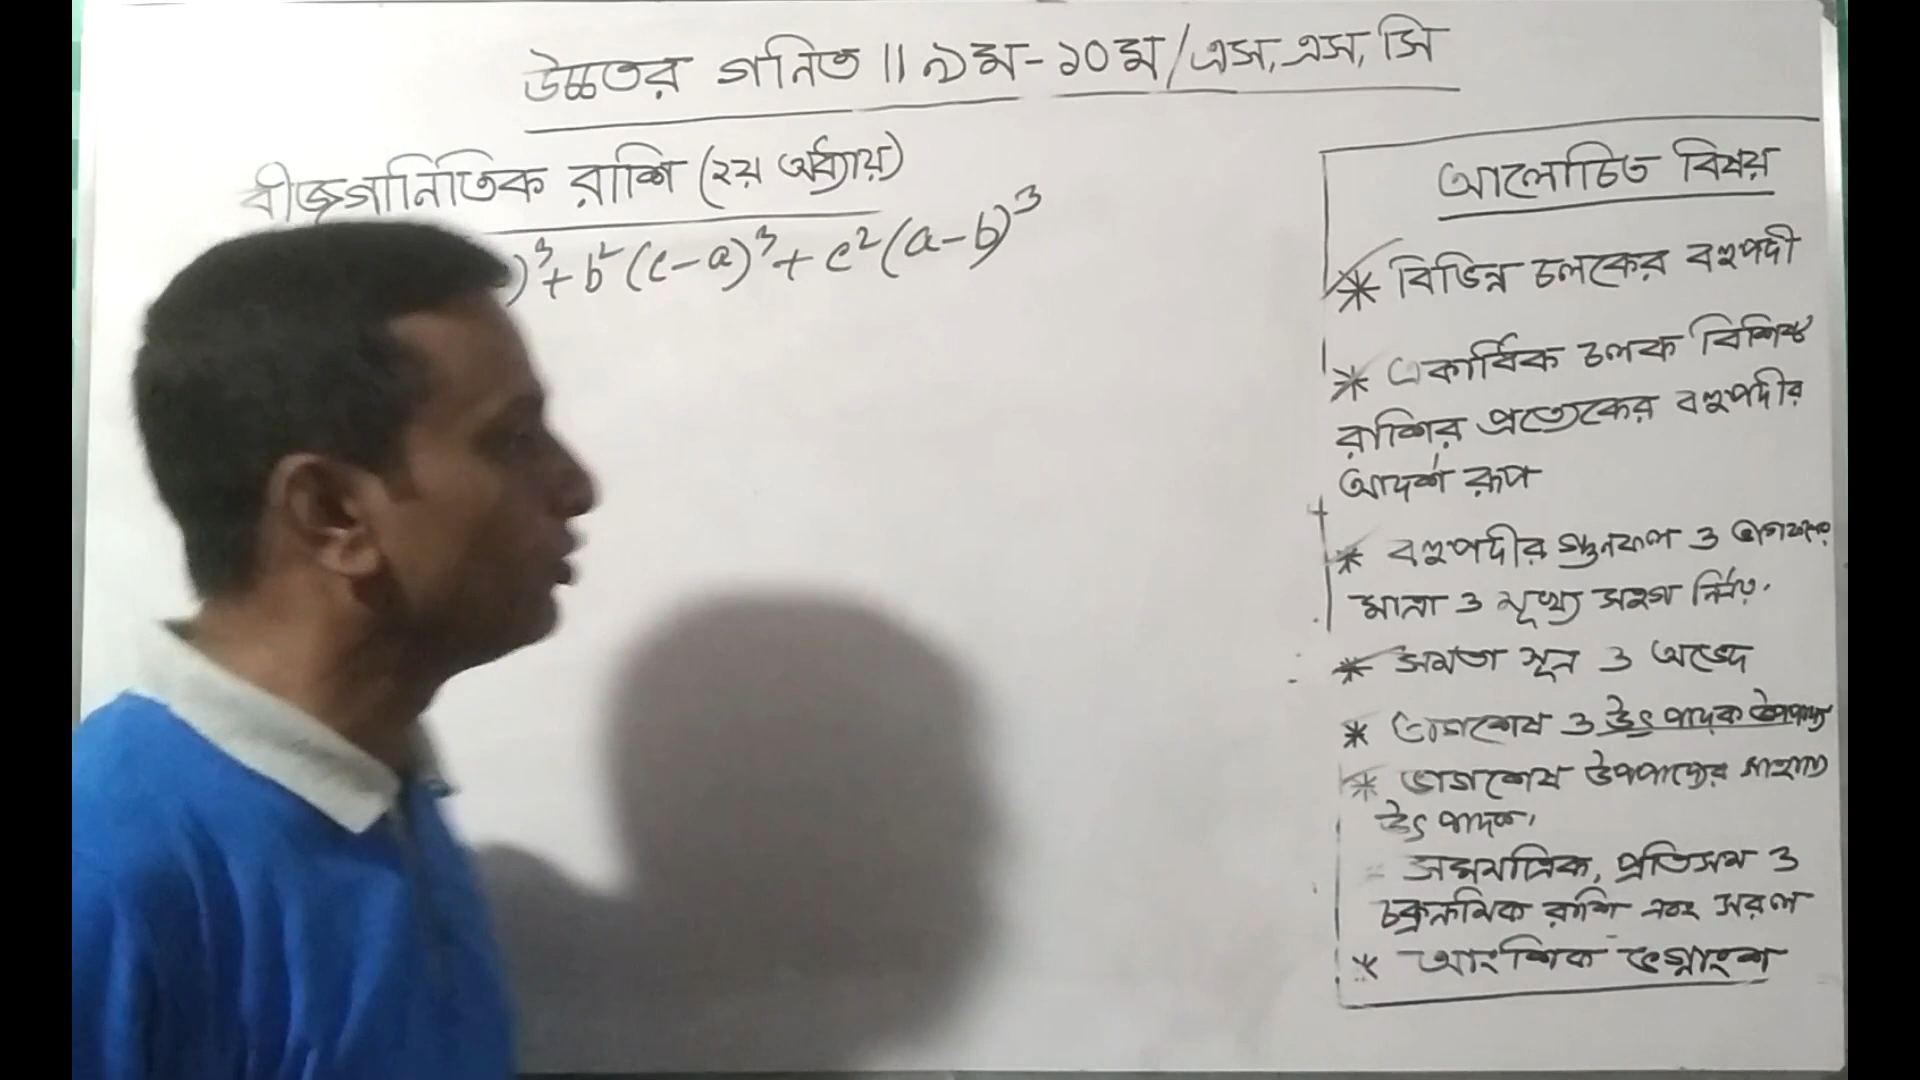 উচ্চতর গনিত || ৯ম-১০ম/এস,এস,সি
বীজগানিতিক রাশি (২য় অধ্যায়)
)³+b²(c-a)³+c²(a-b)³
আলোচিত বিষয়
* বিভিন্ন চলকের বহুপদী
* একাধিক চলক বিশিষ্ট
রাশির প্রত্যেকের বহুপদীর
আদর্শ রূপ
* বহুপদীর গুনফল ও ভাগফলের
মাত্রা ও মূখ্য সহগ নির্ণয়.
* সমতা সূত্র ও অভেদ
* ভাগশেষ ও উৎপাদক উপপাদ্য
* ভাগশেষ উপপাদ্যের সাহায্যে
উৎপাদক,
সমমাত্রিক, প্রতিসম ও
চক্রক্রমিক রাশি এবং সরল
* আংশিক ভগ্নাংশ